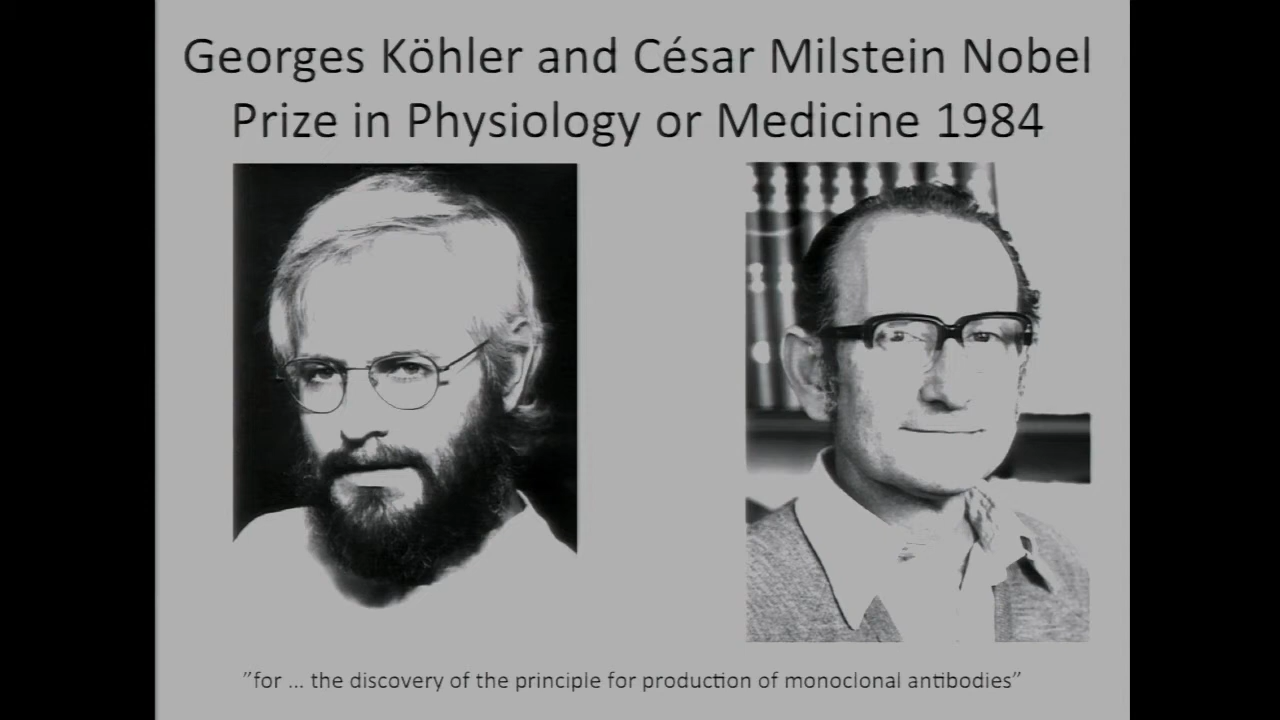 Georges Köhler and César Milstein Nobel
Prize in Physiology or Medicine 1984
”for ... the discovery of the principle for production of monoclonal antibodies”